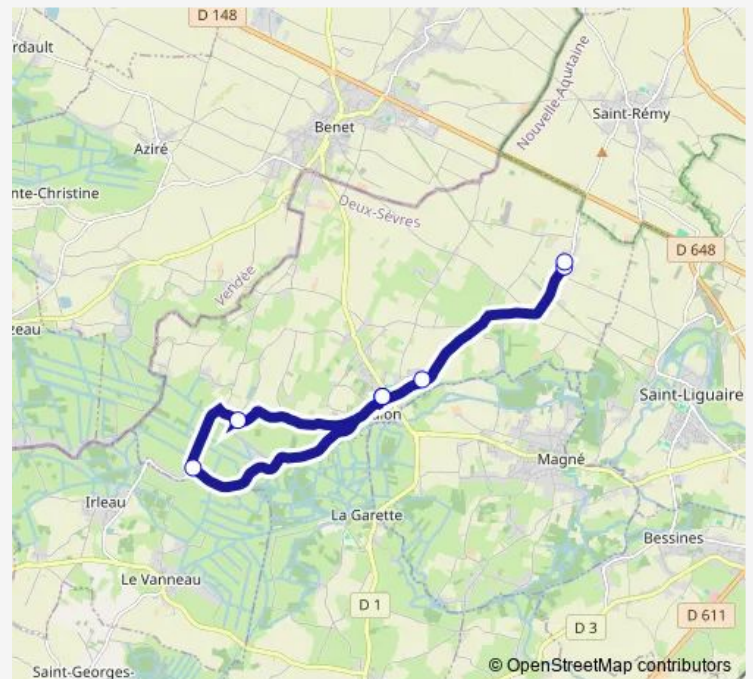 D 148
rdault
Nouvelle-Aquitaine
Saint-Rémy
Benet
Aziré
nte-Christine
Deux-Sèvres
D 648
Vendée
zeau
Saint-Liguaire
lon
Magné
Irleau
La Garette
Bessines
Le Vanneau
D 1
D 611
D 3
Saint-Georges-
© OpenStreetMap contributors